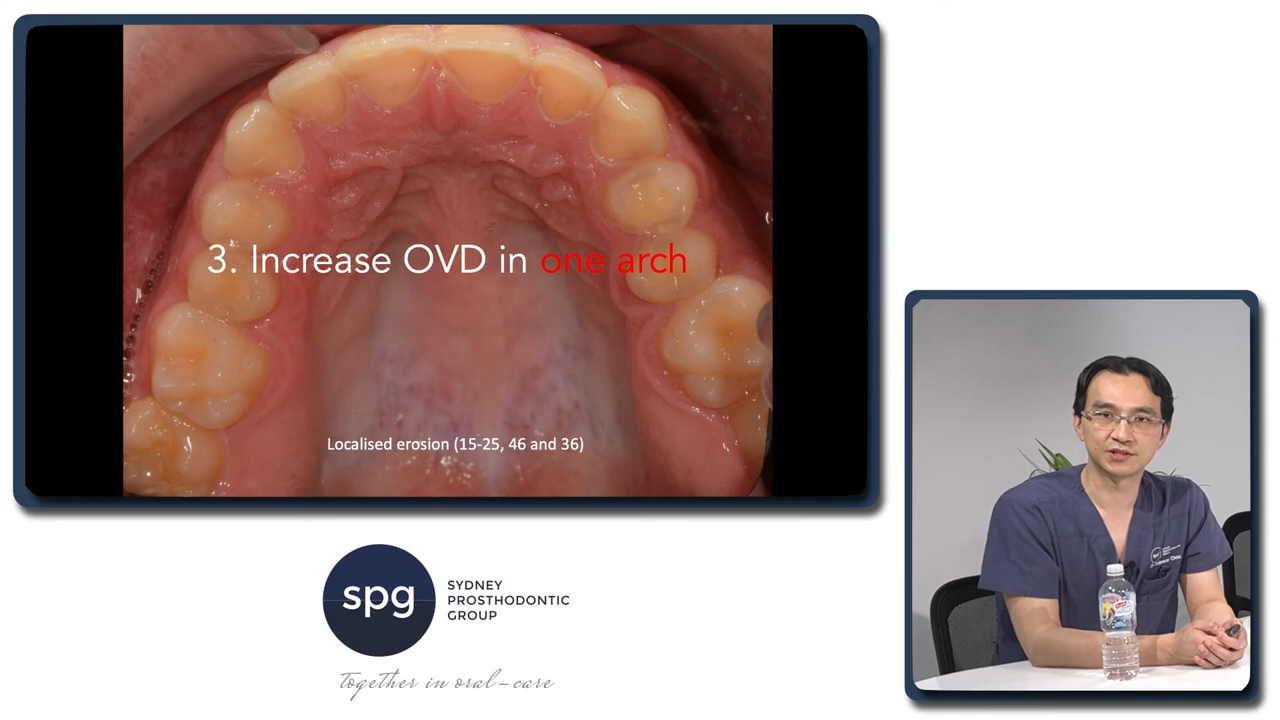 3. Increase OVD in one arch
Localised erosion (15-25, 46 and 36)
spg
SYDNEY
PROSTHODONTIC
GROUP
Together in oral-care